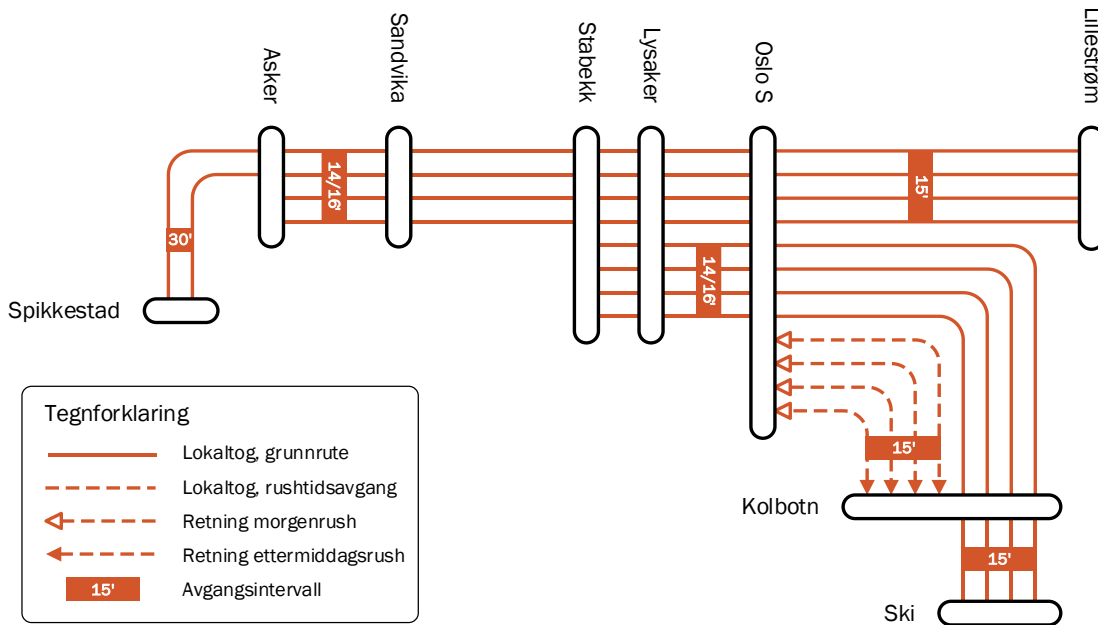 Asker
Sandvika
Stabekk
Lysaker
Oslo S
Lillestrøm
14/16'
15'
30'
14/16'
Spikkestad
15'
Kolbotn
15'
Ski
Tegnforklaring
Lokaltog, grunnrute
Lokaltog, rushtidsavgang
Retning morgenrush
Retning ettermiddagsrush
15' Avgangsintervall